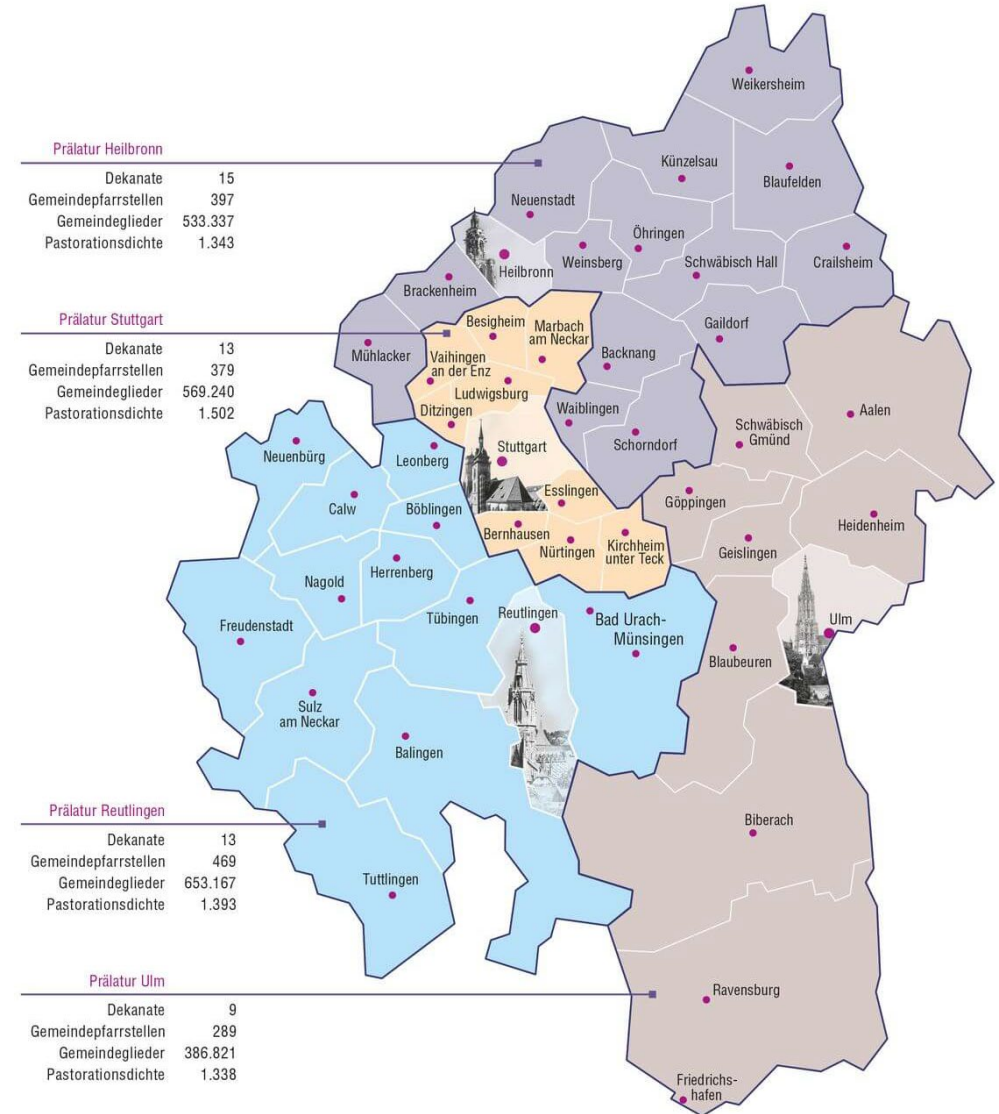 Prälatur Heilbronn
Dekanate 15
Gemeindepfarrstellen 397
Gemeindeglieder 533.337
Pastorationsdichte 1.343
Prälatur Stuttgart
Dekanate 13
Gemeindepfarrstellen 379
Gemeindeglieder 569.240
Pastorationsdichte 1.502
Prälatur Reutlingen
Dekanate 13
Gemeindepfarrstellen 469
Gemeindeglieder 653.167
Pastorationsdichte 1.393
Prälatur Ulm
Dekanate 9
Gemeindepfarrstellen 289
Gemeindeglieder 386.821
Pastorationsdichte 1.338
Weikersheim
Künzelsau
Blaufelden
Neuenstadt
Öhringen
Heilbronn
Weinsberg
Schwäbisch Hall
Crailsheim
Brackenheim
Gaildorf
Mühlacker
Backnang
Waiblingen
Schorndorf
Besigheim
Marbach
am Neckar
Vaihingen
an der Enz
Ludwigsburg
Ditzingen
Stuttgart
Esslingen
Bernhausen
Nürtingen
Kirchheim
unter Teck
Neuenbürg
Leonberg
Calw
Böblingen
Nagold
Herrenberg
Freudenstadt
Tübingen
Reutlingen
Bad Urach-
Münsingen
Sulz
am Neckar
Balingen
Tuttlingen
Aalen
Schwäbisch
Gmünd
Göppingen
Heidenheim
Geislingen
Ulm
Blaubeuren
Biberach
Ravensburg
Friedrichs-
hafen